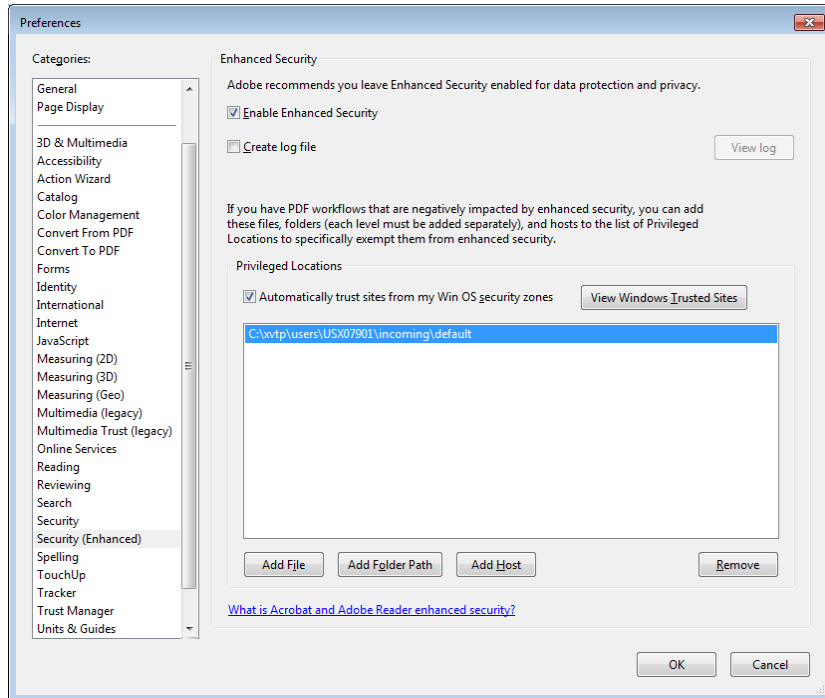 Preferences
Categories:
General
Page Display
3D & Multimedia
Accessibility
Action Wizard
Catalog
Color Management
Convert From PDF
Convert To PDF
Forms
Identity
International
Internet
JavaScript
Measuring (2D)
Measuring (3D)
Measuring (Geo)
Multimedia (legacy)
Multimedia Trust (legacy)
Online Services
Reading
Reviewing
Search
Security
Security (Enhanced)
Spelling
TouchUp
Tracker
Trust Manager
Units & Guides
Enhanced Security
Adobe recommends you leave Enhanced Security enabled for data protection and privacy.
Enable Enhanced Security
Create log file
View log
If you have PDF workflows that are negatively impacted by enhanced security, you can add
these files, folders (each level must be added separately), and hosts to the list of Privileged
Locations to specifically exempt them from enhanced security.
Privileged Locations
Automatically trust sites from my Win OS security zones
View Windows Trusted Sites
C:\xvtp\users\USX07901\incoming\default
Add File
Add Folder Path
Add Host
Remove
What is Acrobat and Adobe Reader enhanced security?
OK
Cancel